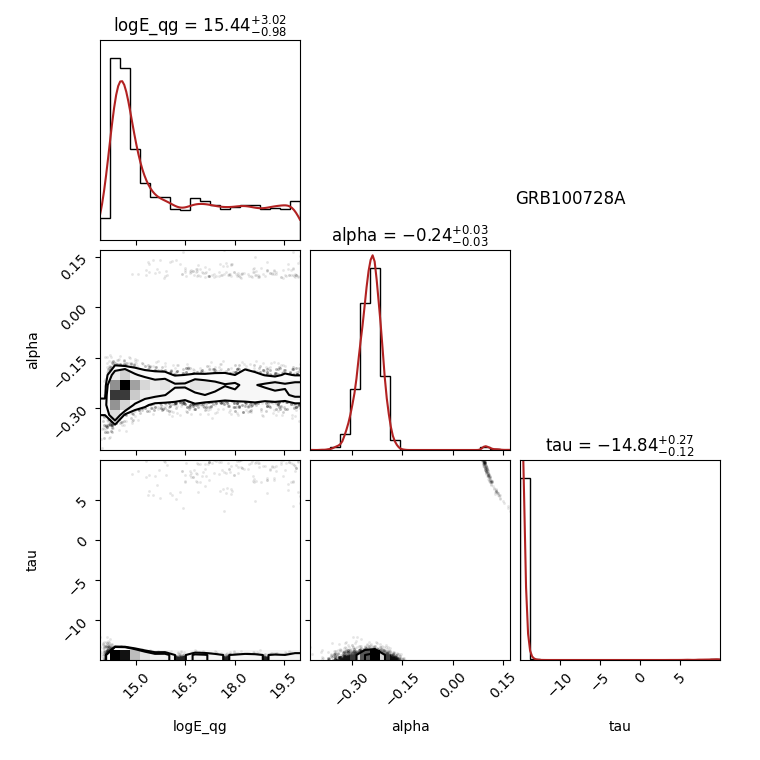 logE_qg = 15.44^{+3.02}_{−0.98}
GRB100728A
alpha = −0.24^{+0.03}_{−0.03}
0.15
0.00
−0.15
−0.30
alpha
tau = −14.84^{+0.27}_{−0.12}
5
0
−5
−10
tau
15.0 16.5 18.0 19.5
−0.30 −0.15 0.00 0.15
−10 −5 0 5
logE_qg alpha tau